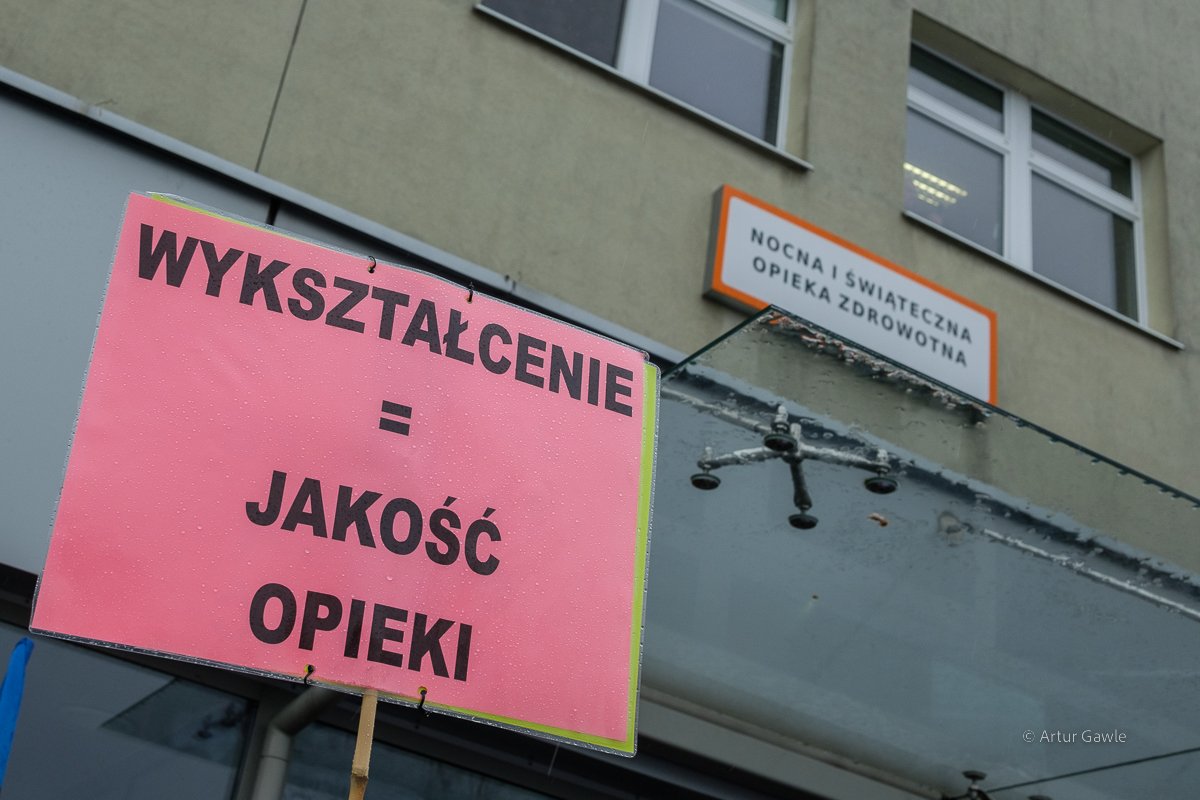 WYKSZTAŁCENIE
=
JAKOŚĆ
OPIEKI
NOCNA I ŚWIĄTECZNA
OPIEKA ZDROWOTNA
© Artur Gawle